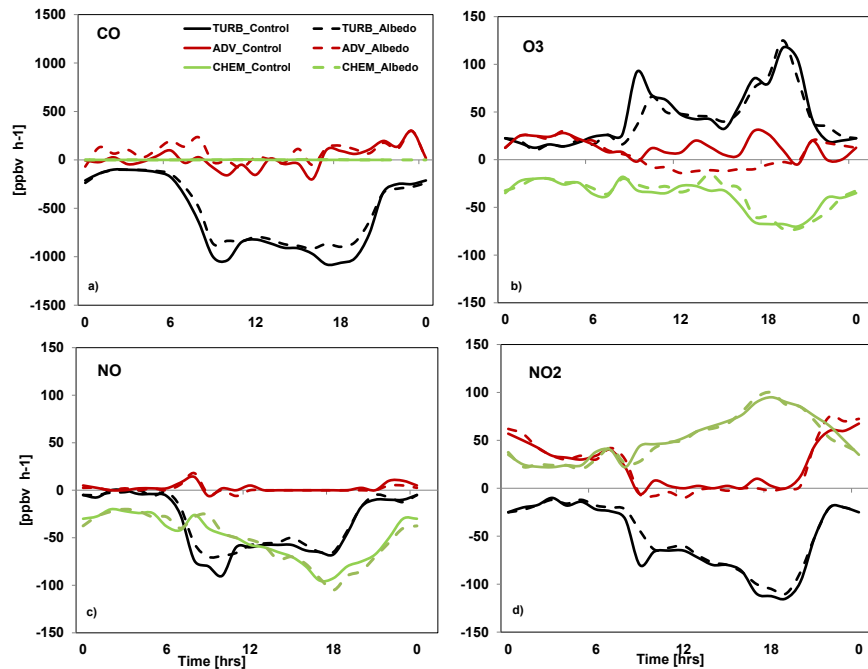 CO
TURB_Control
TURB_Albedo
ADV_Control
ADV_Albedo
CHEM_Control
CHEM_Albedo
1500
1000
500
0
-500
-1000
-1500
[ppbv h-1]
a)
0 6 12 18 0
O3
150
100
50
0
-50
-100
-150
b)
0 6 12 18 0
NO
150
100
50
0
-50
-100
-150
[ppbv h-1]
c)
0 6 12 18 0
Time [hrs]
NO2
150
100
50
0
-50
-100
-150
d)
0 6 12 18 0
Time [hrs]